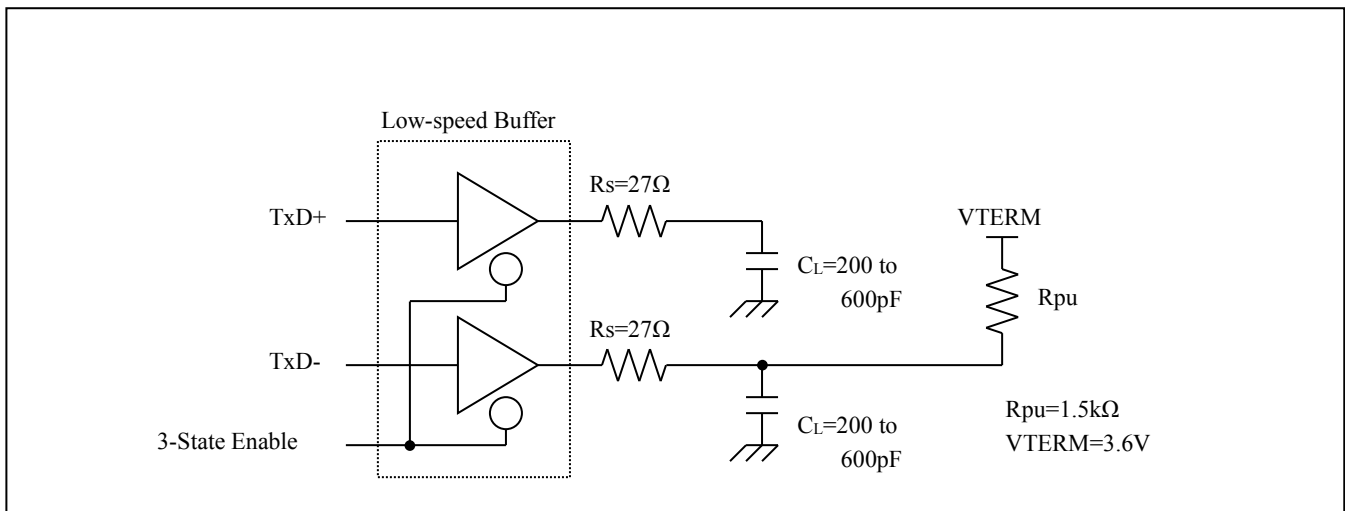 Low-speed Buffer
Rs=27Ω
TxD+
VTERM
CL=200 to
600pF
Rpu
Rs=27Ω
TxD-
Rpu=1.5kΩ
CL=200 to
600pF
VTERM=3.6V
3-State Enable